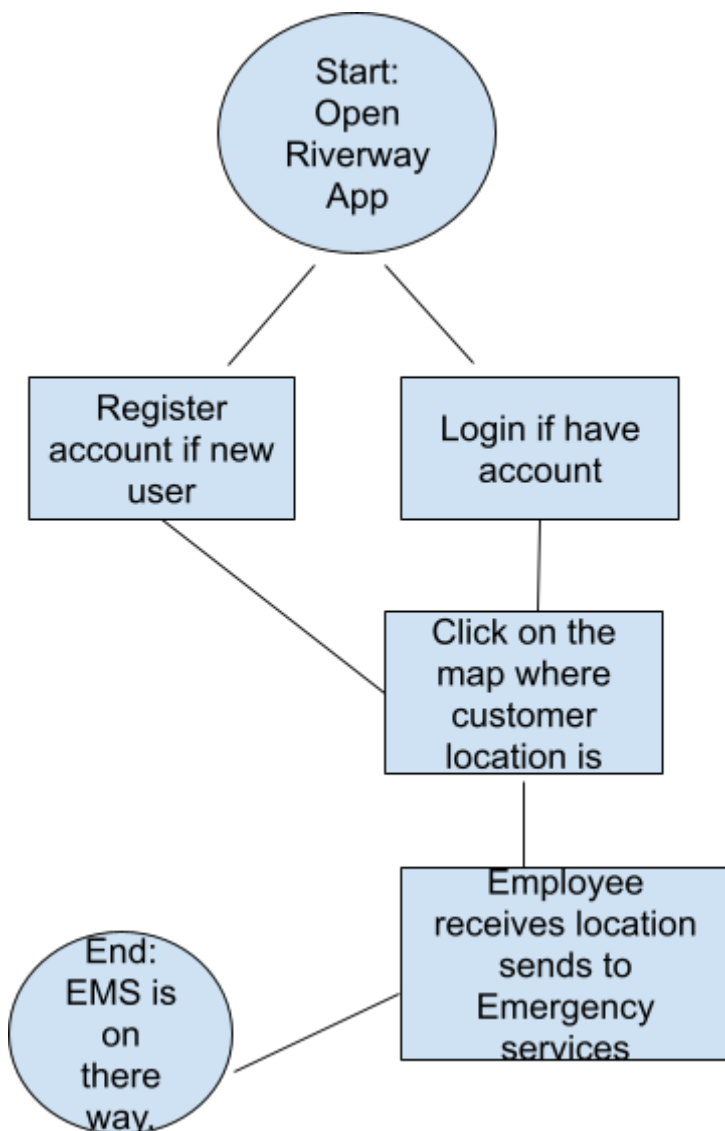 Start:
Open
Riverway
App
Register
account if new
user
Login if have
account
Click on the
map where
customer
location is
Employee
receives location
sends to
Emergency
services
End:
EMS is
on
there
way.